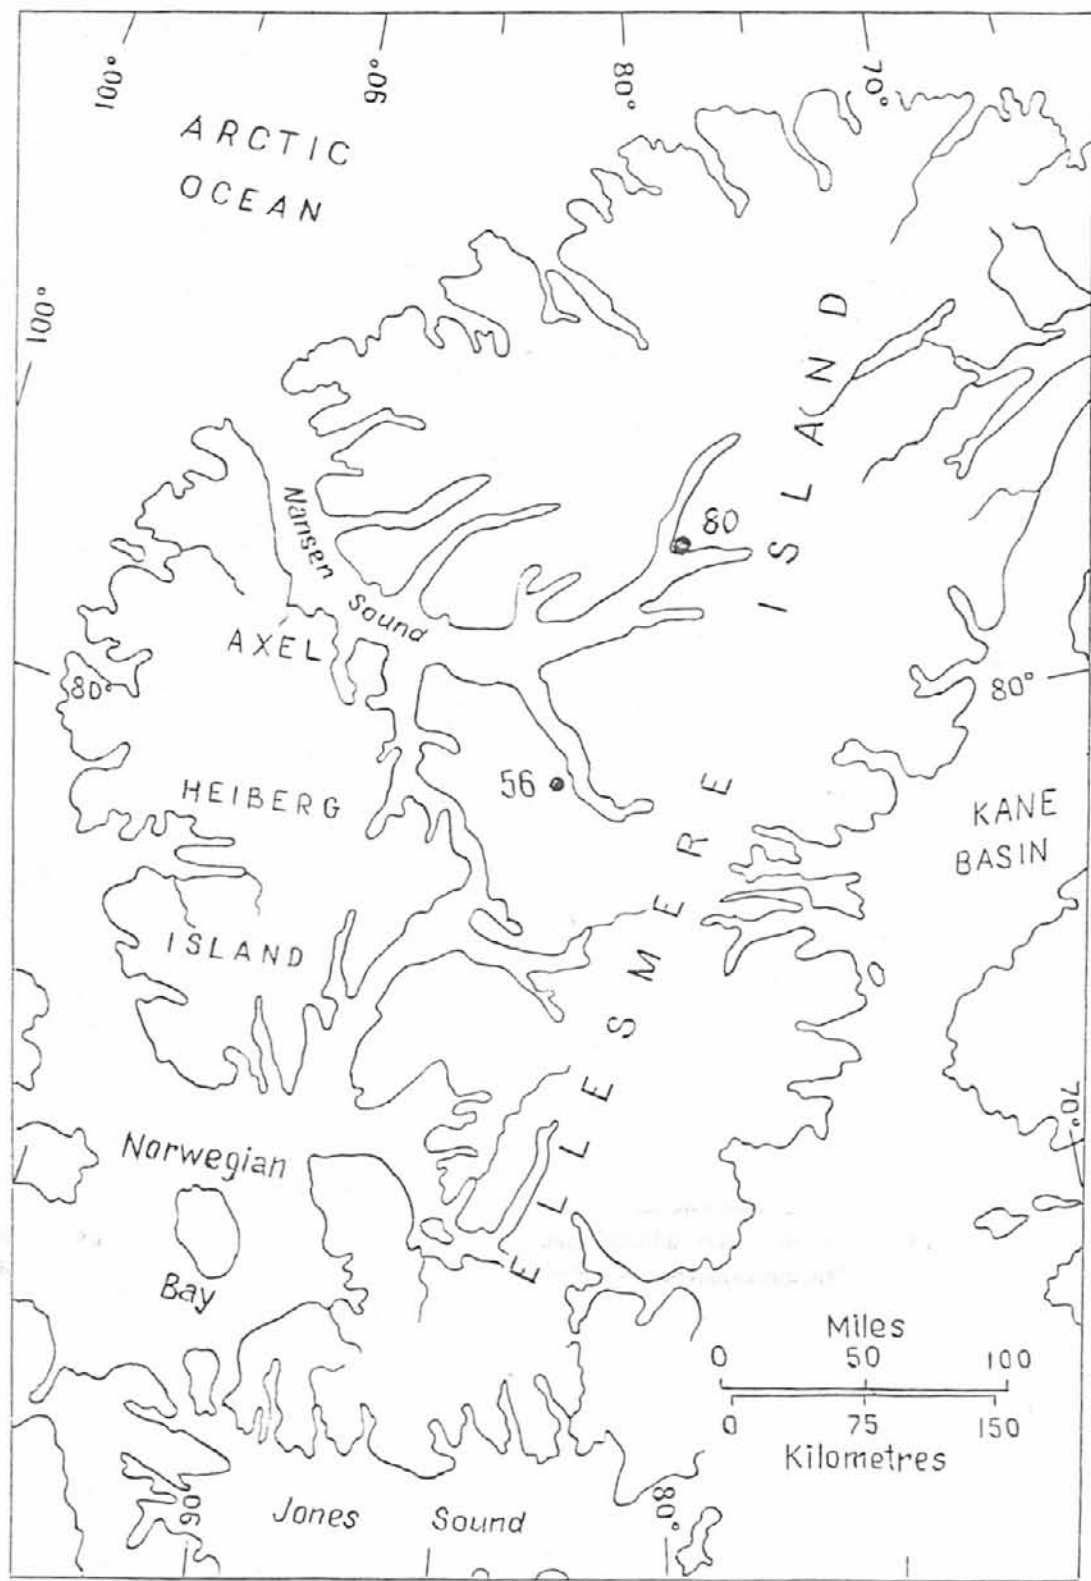 100°
90°
80°
70°
ARCTIC
OCEAN
100°
ISLAND
Nansen
Sound
80
AXEL
80°
80°
56
HEIBERG
KANE
BASIN
ISLAND
ELLESMERE
70°
Norwegian
Bay
Miles
0 50 100
0 75 150
Kilometres
90°
Jones Sound
80°